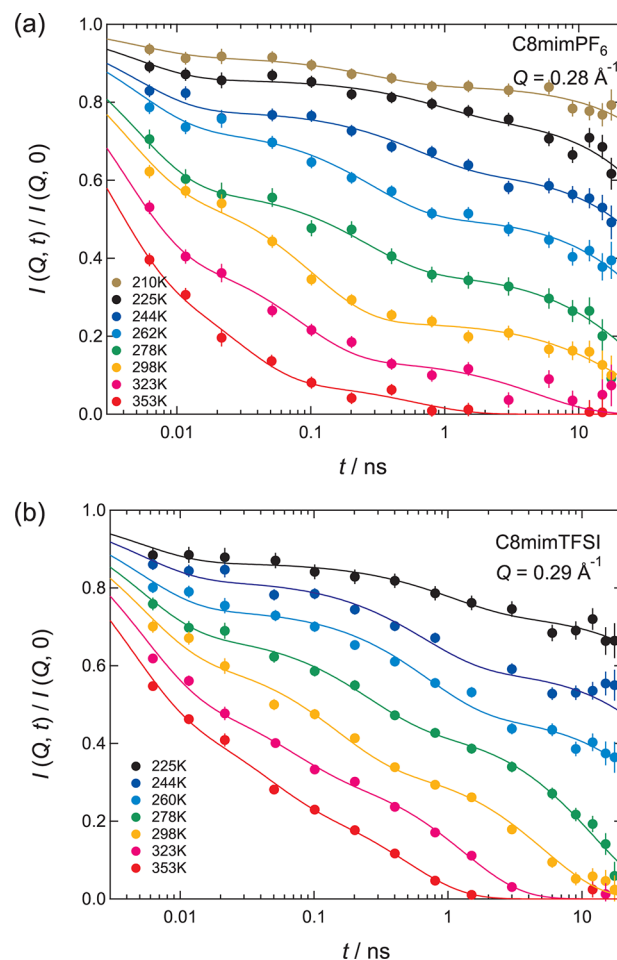 (a)
C8mimPF6
Q = 0.28 Å-1
1.0
0.8
0.6
0.4
0.2
0.0
I (Q, t) / I (Q, 0)
210K
225K
244K
262K
278K
298K
323K
353K
0.01
0.1
1
10
t / ns
(b)
C8mimTFSI
Q = 0.29 Å-1
1.0
0.8
0.6
0.4
0.2
0.0
I (Q, t) / I (Q, 0)
225K
244K
260K
278K
298K
323K
353K
0.01
0.1
1
10
t / ns